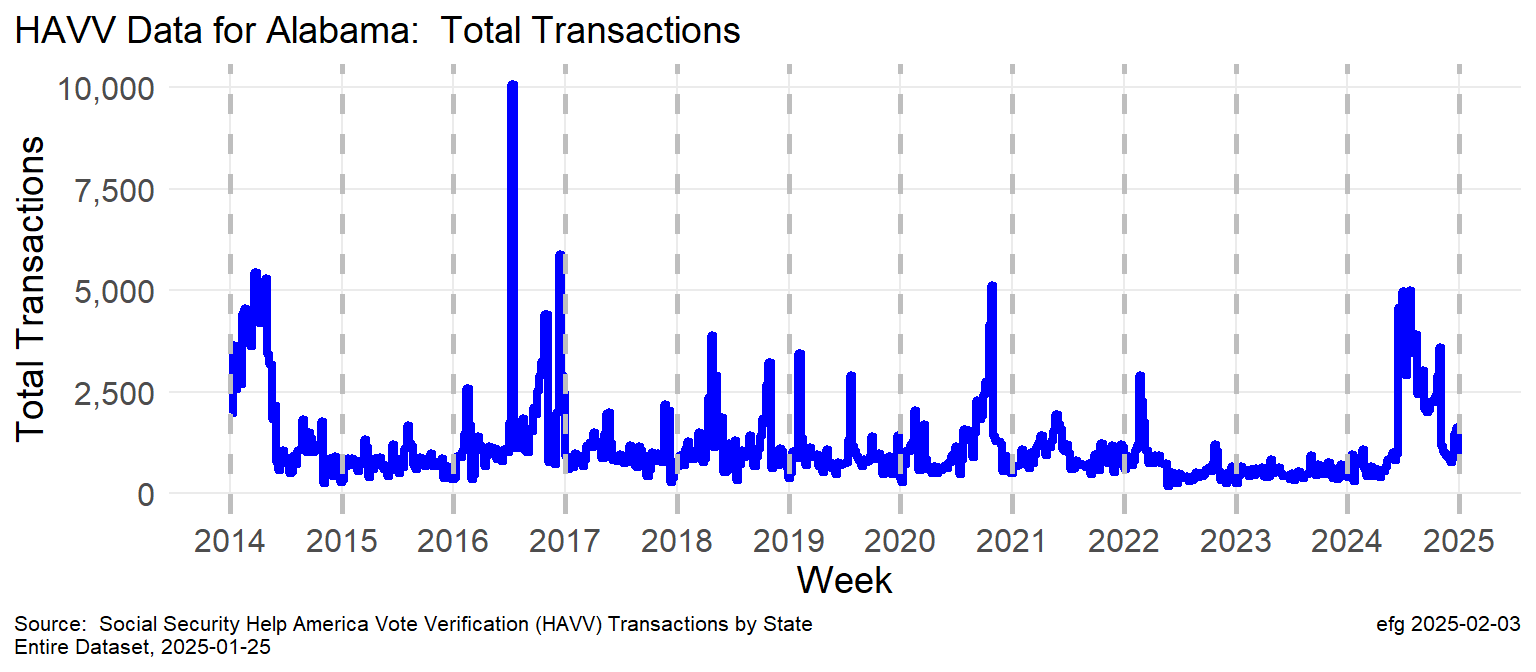 HAVV Data for Alabama:  Total Transactions
10,000
7,500
5,000
2,500
0
Total Transactions
2014 2015 2016 2017 2018 2019 2020 2021 2022 2023 2024 2025
Week
Source:  Social Security Help America Vote Verification (HAVV) Transactions by State
Entire Dataset, 2025-01-25
efg 2025-02-03